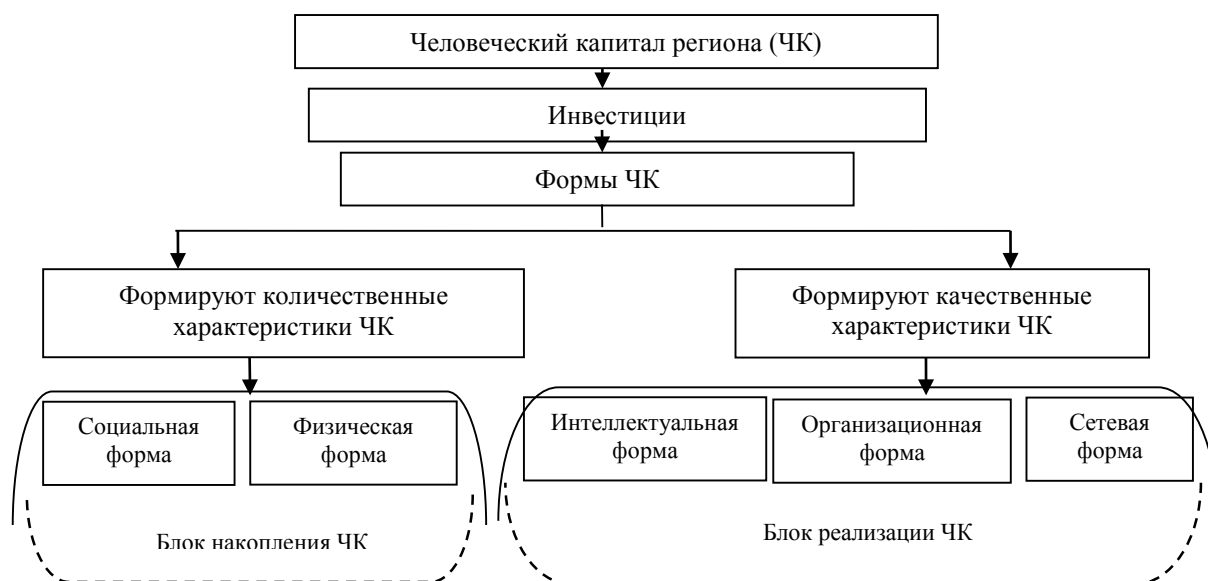 Человеческий капитал региона (ЧК)
Инвестиции
Формы ЧК
Формируют количественные
характеристики ЧК
Формируют качественные
характеристики ЧК
Социальная
форма
Физическая
форма
Интеллектуальная
форма
Организационная
форма
Сетевая
форма
Блок накопления ЧК
Блок реализации ЧК